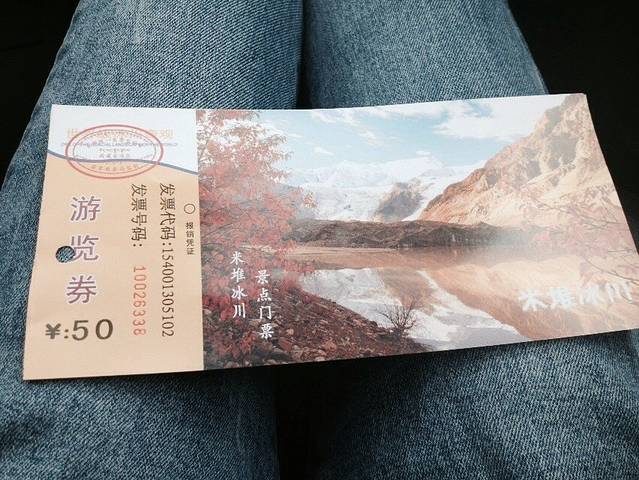 游览券
¥:50
发票代码:154001305102
发票号码:
10026338
报销凭证
米堆冰川
景点门票
米堆冰川